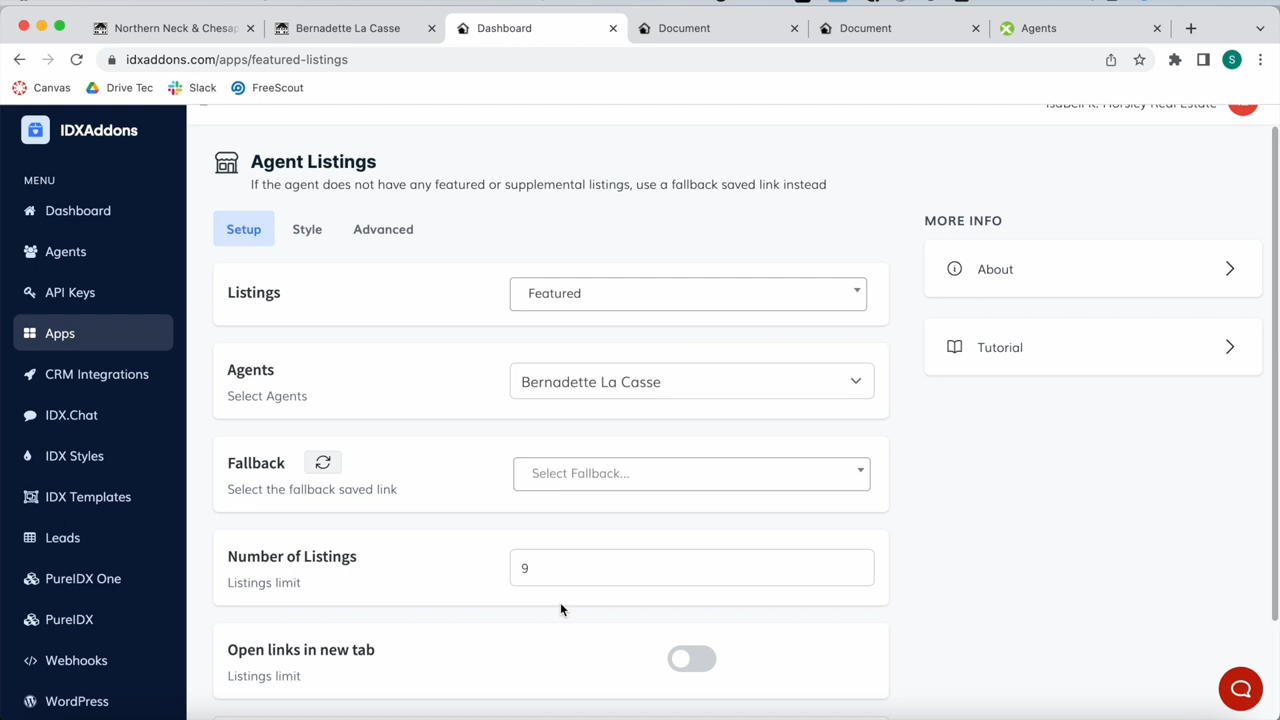 Northern Neck & Chesap
Bernadette La Casse
Dashboard
Document
Document
Agents
idxaddons.com/apps/featured-listings
S
Canvas
Drive Tec
Slack
FreeScout
IDXAddons
MENU
Dashboard
Agents
API Keys
Apps
CRM Integrations
IDX.Chat
IDX Styles
IDX Templates
Leads
PureIDX One
PureIDX
Webhooks
WordPress
IsaBell K. Horsley Real Estate
Agent Listings
If the agent does not have any featured or supplemental listings, use a fallback saved link instead
Setup
Style
Advanced
Listings
Featured
Agents
Select Agents
Bernadette La Casse
Fallback
Select the fallback saved link
Select Fallback...
Number of Listings
Listings limit
9
Open links in new tab
Listings limit
MORE INFO
About
Tutorial